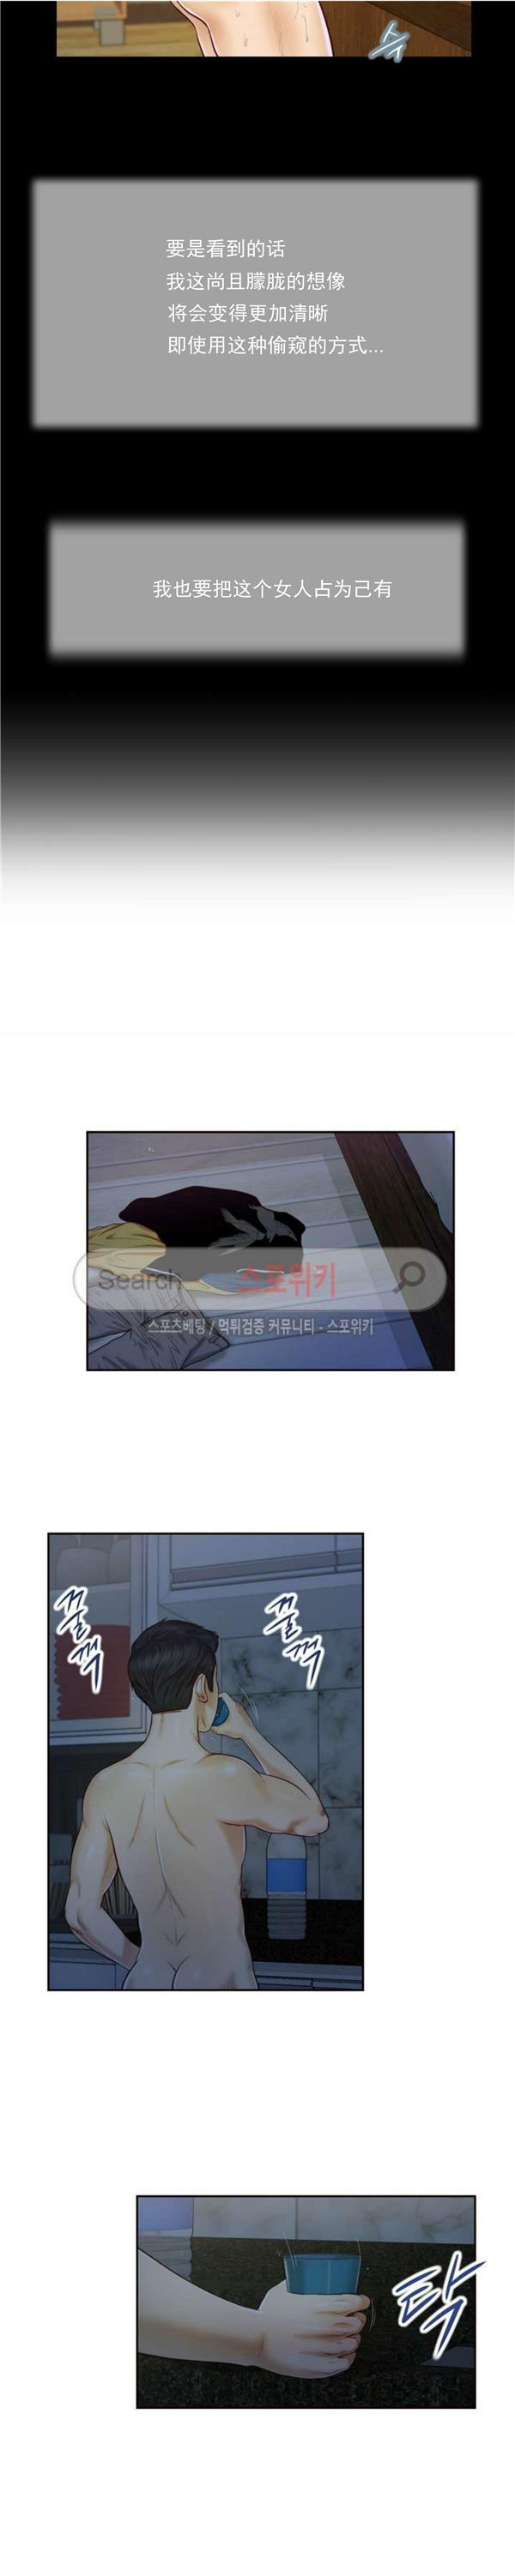 슥
要是看到的话
我这尚且朦胧的想像
将会变得更加清晰
即使用这种偷窥的方式...
我也要把这个女人占为己有
Search 스포위키
스포츠베팅 / 먹튀검증 커뮤니티 - 스포위키
꿀꺽
꿀꺽
탁